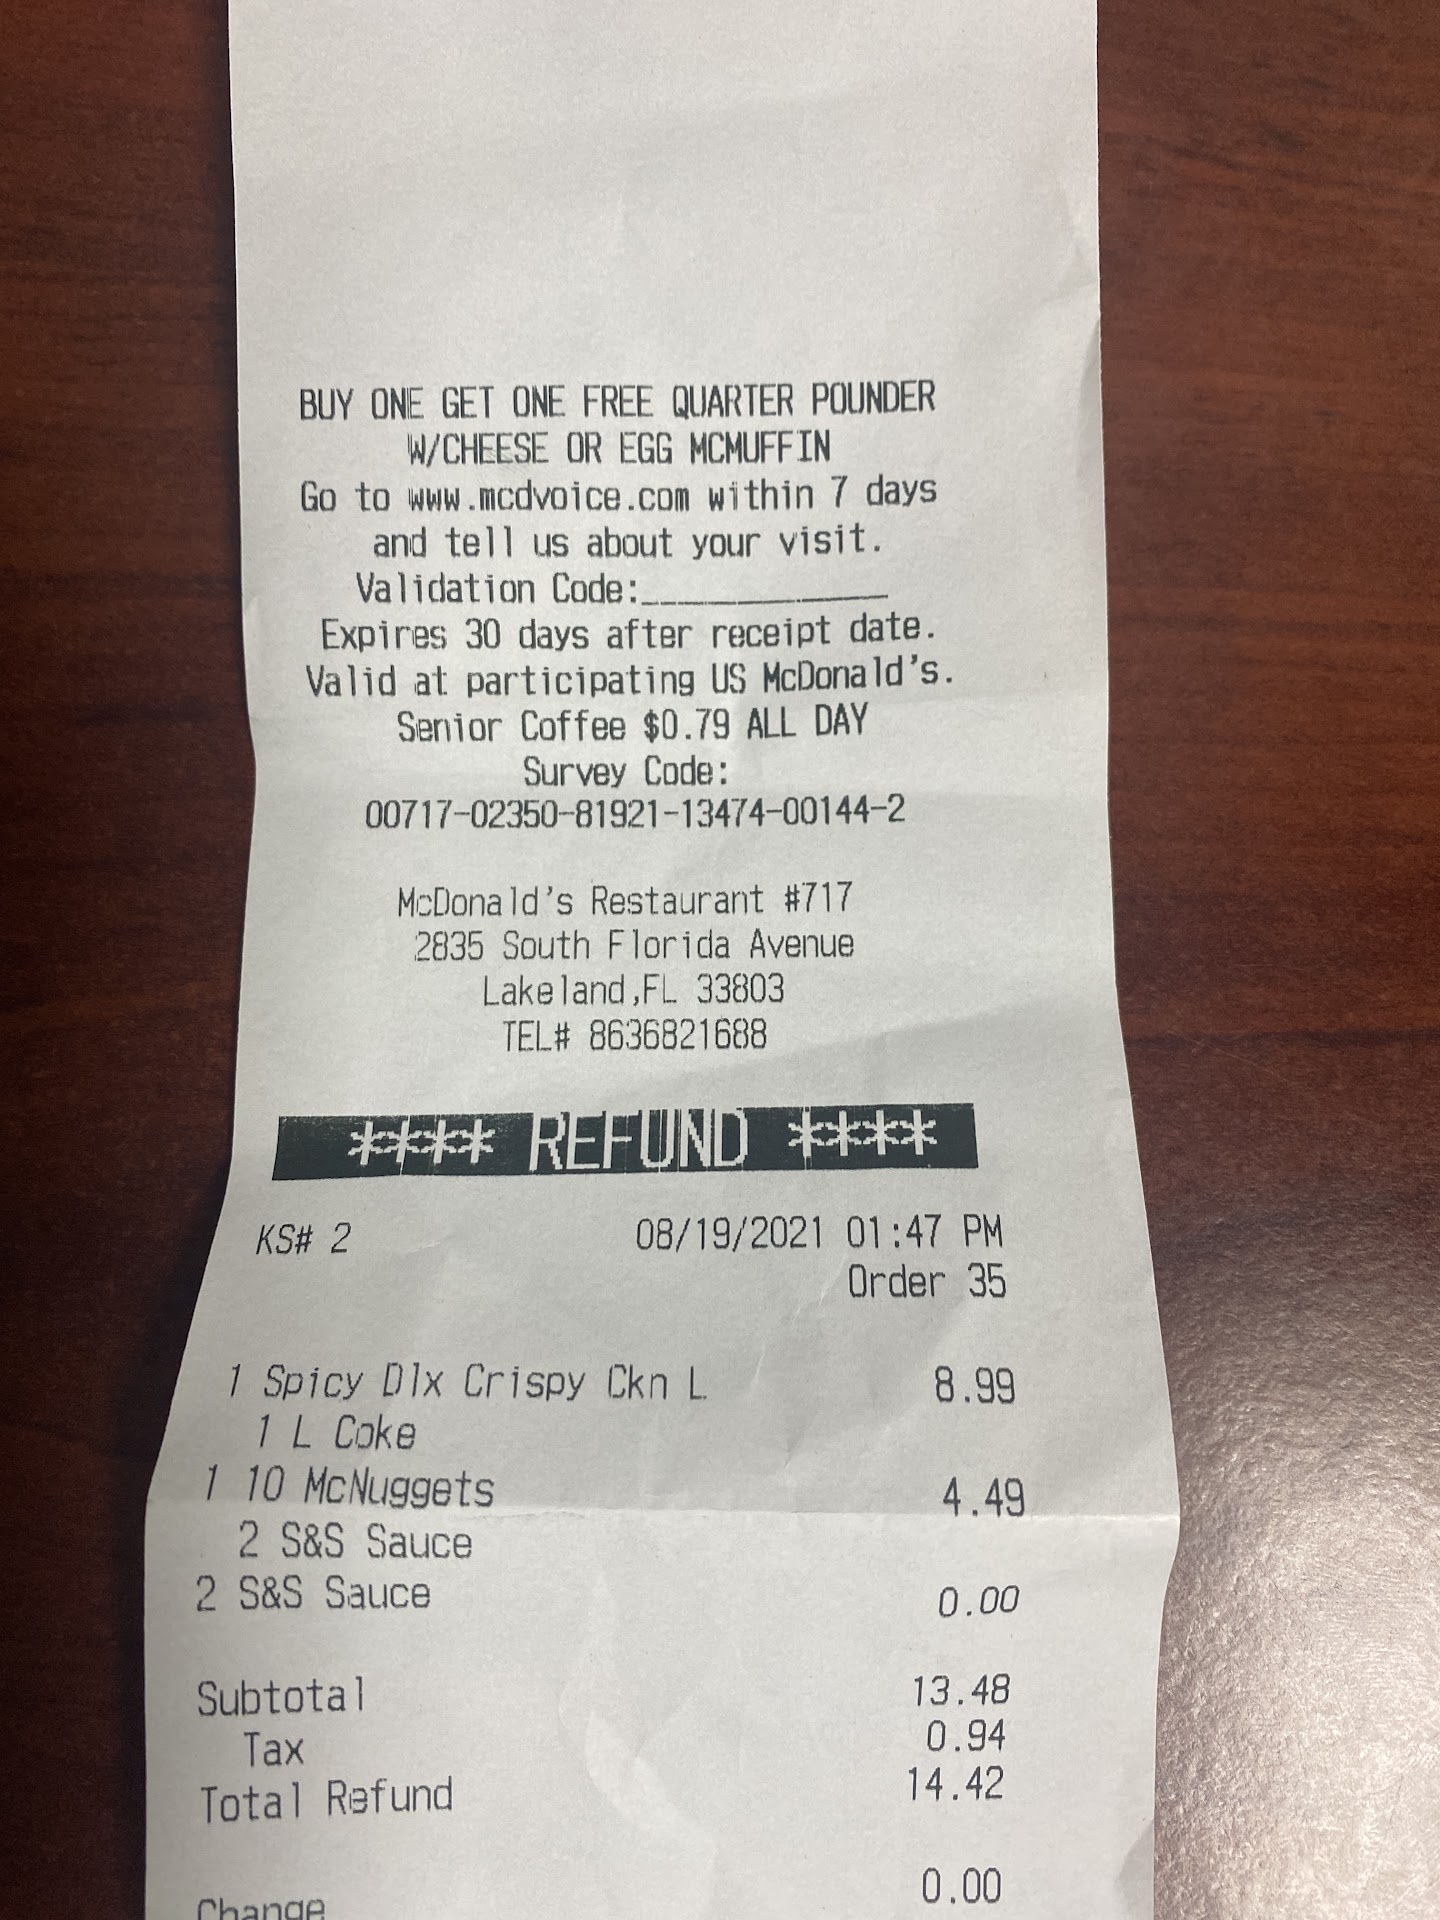 BUY ONE GET ONE FREE QUARTER POUNDER
W/CHEESE OR EGG MCMUFFIN
Go to www.mcdvoice.com within 7 days
and tell us about your visit.
Validation Code:____________
Expires 30 days after receipt date.
Valid at participating US McDonald's.
Senior Coffee $0.79 ALL DAY
Survey Code:
00717-02350-81921-13474-00144-2
McDonald's Restaurant #717
2835 South Florida Avenue
Lakeland,FL 33803
TEL# 8636821688
**** REFUND ****
KS# 2 08/19/2021 01:47 PM
Order 35
1 Spicy Dlx Crispy Ckn L 8.99
1 L Coke
1 10 McNuggets 4.49
2 S&S Sauce
2 S&S Sauce 0.00
Subtotal 13.48
Tax 0.94
Total Refund 14.42
Change 0.00